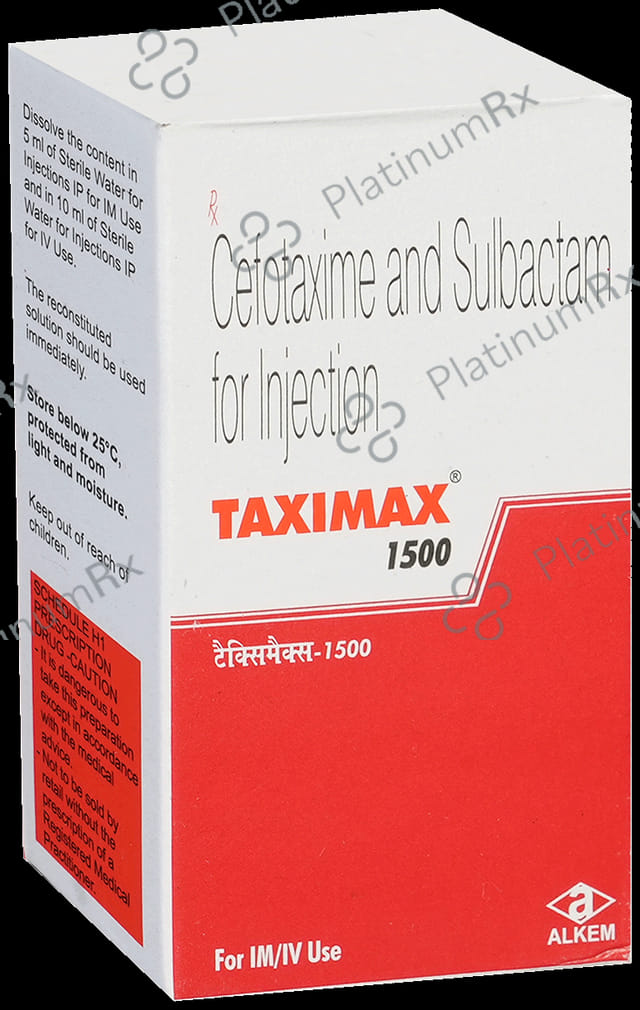 Dissolve the content in
5 ml of Sterile Water for
Injections IP for IM Use
and in 10 ml of Sterile
Water for Injections IP
for IV Use.
The reconstituted
solution should be used
immediately.
Store below 25°C,
protected from
light and moisture.
Keep out of reach of
children.
SCHEDULE H1
PRESCRIPTION
DRUG -CAUTION
- It is dangerous to
take this preparation
except in accordance
with the medical
advice.
- Not to be sold by
retail without the
prescription of a
Registered Medical
Practitioner.
Rx
Cefotaxime and Sulbactam
for Injection
TAXIMAX®
1500
टैक्सिमैक्स-1500
For IM/IV Use
a
ALKEM
PlatinumRx
PlatinumRx
PlatinumRx
PlatinumRx
PlatinumRx